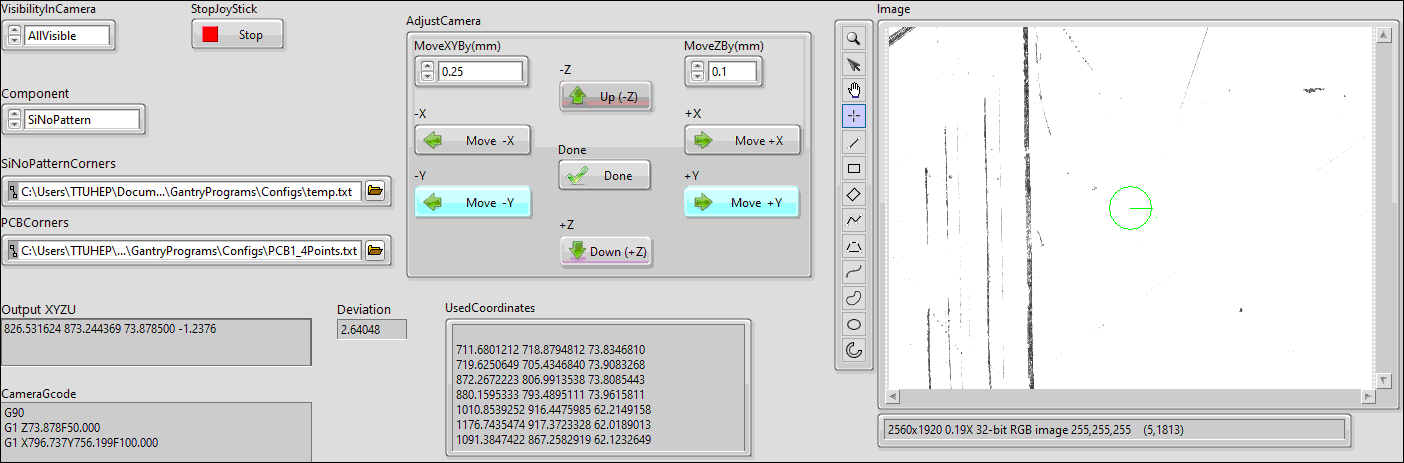 VisibilityInCamera
AllVisible
StopJoyStick
Stop
Component
SiNoPattern
SiNoPatternCorners
C:\Users\TTUHEP\Docum...\GantryPrograms\Configs\temp.txt
PCBCorners
C:\Users\TTUHEP\...\GantryPrograms\Configs\PCB1_4Points.txt
AdjustCamera
MoveXYBy(mm)
0.25
-Z
Up (-Z)
MoveZBy(mm)
0.1
-X
Move -X
+X
Move +X
Done
Done
-Y
Move -Y
+Y
Move +Y
+Z
Down (+Z)
Output XYZU
826.531624 873.244369 73.878500 -1.2376
Deviation
2.64048
CameraGcode
G90
G1 Z73.878F50.000
G1 X796.737Y756.199F100.000
UsedCoordinates
711.6801212 718.8794812 73.8346810
719.6250649 705.4346840 73.9083268
872.2672223 806.9913538 73.8085443
880.1595333 793.4895111 73.9615811
1010.8539252 916.4475985 62.2149158
1176.7435474 917.3723328 62.0189013
1091.3847422 867.2582919 62.1232649
Image
2560x1920 0.19X 32-bit RGB image 255,255,255 (5,1813)